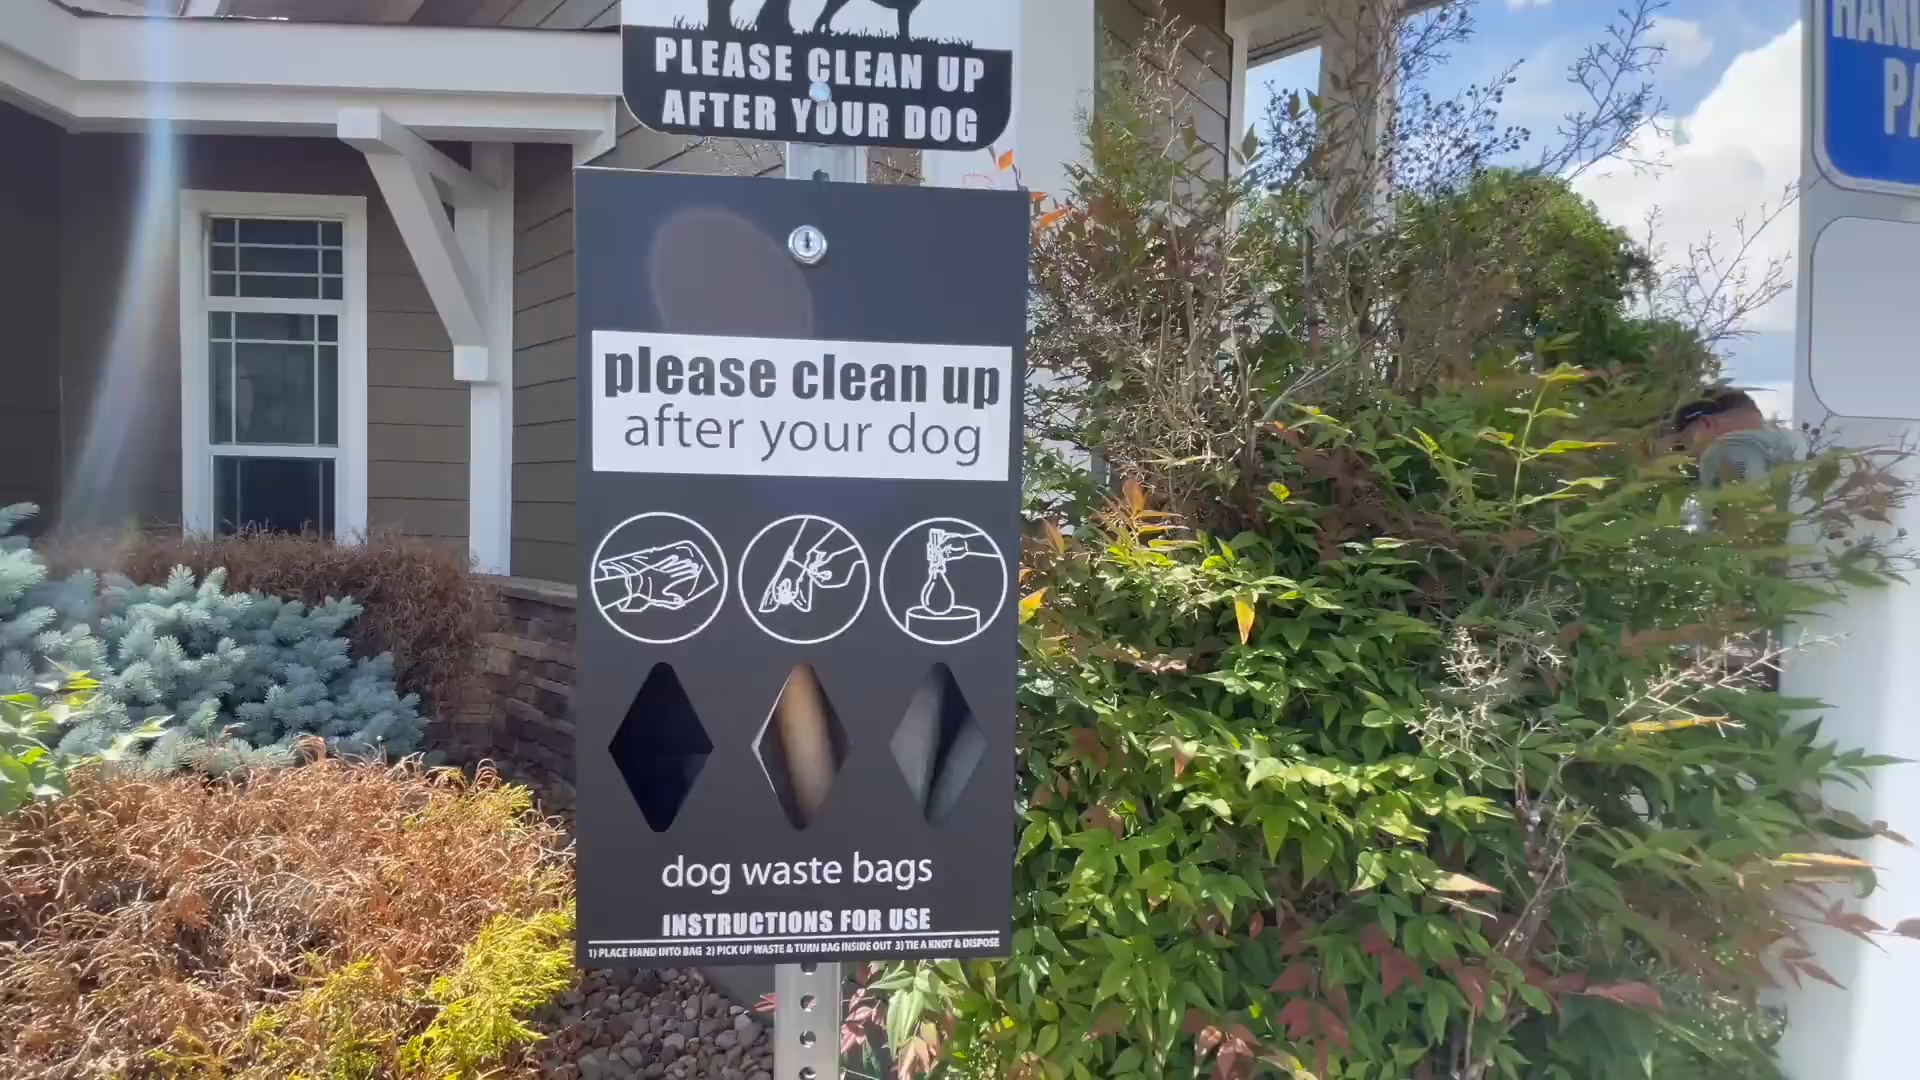 PLEASE CLEAN UP
AFTER YOUR DOG
please clean up
after your dog
dog waste bags
INSTRUCTIONS FOR USE
1) PLACE HAND INTO BAG 2) PICK UP WASTE & TURN BAG INSIDE OUT 3) TIE A KNOT & DISPOSE